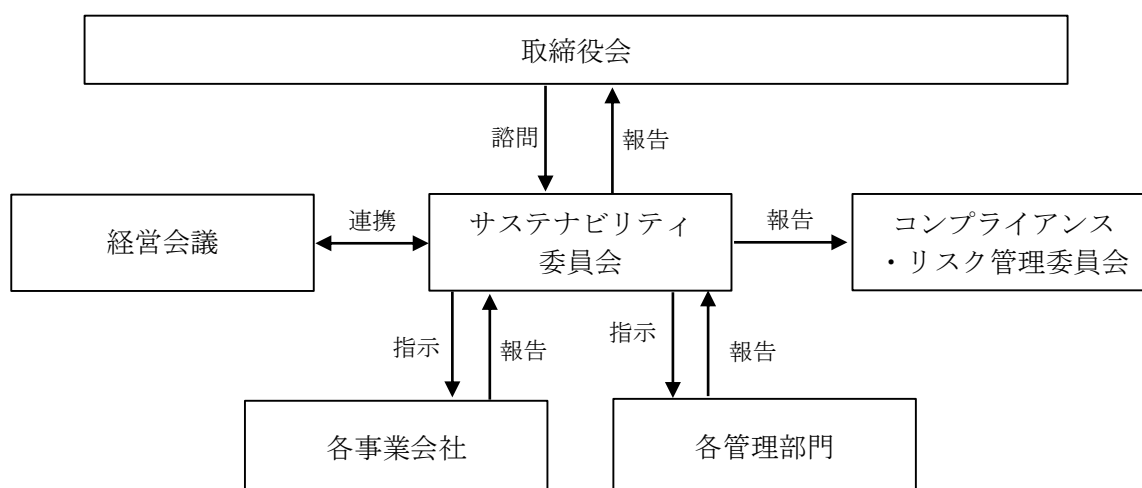 取締役会
諮問
報告
経営会議
連携
サステナビリティ
委員会
報告
コンプライアンス
・リスク管理委員会
指示
報告
指示
報告
各事業会社
各管理部門